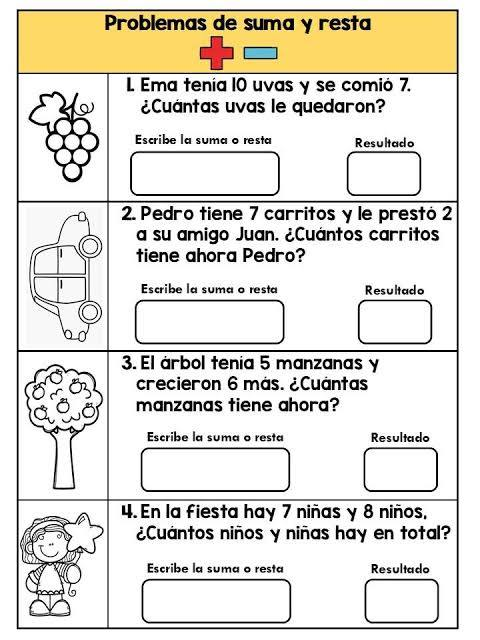 Problemas de suma y resta
1. Ema tenía 10 uvas y se comió 7.
¿Cuántas uvas le quedaron?
Escribe la suma o resta
Resultado
2. Pedro tiene 7 carritos y le prestó 2
a su amigo Juan. ¿Cuántos carritos
tiene ahora Pedro?
Escribe la suma o resta
Resultado
3. El árbol tenía 5 manzanas y
crecieron 6 más. ¿Cuántas
manzanas tiene ahora?
Escribe la suma o resta
Resultado
4. En la fiesta hay 7 niñas y 8 niños,
¿Cuántos niños y niñas hay en total?
Escribe la suma o resta
Resultado